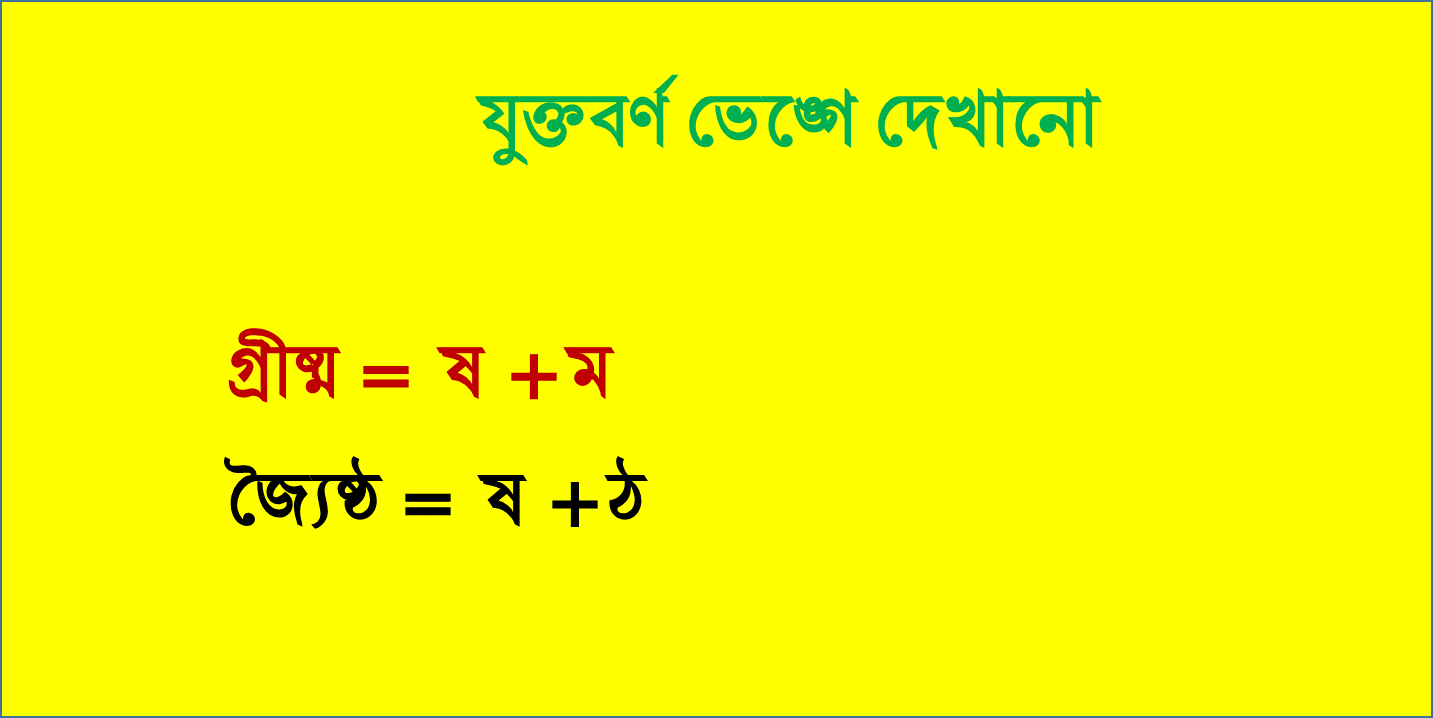 যুক্তবর্ণ ভেঙ্গে দেখানো
গ্রীষ্ম = ষ +ম
জ্যৈষ্ঠ = ষ +ঠ